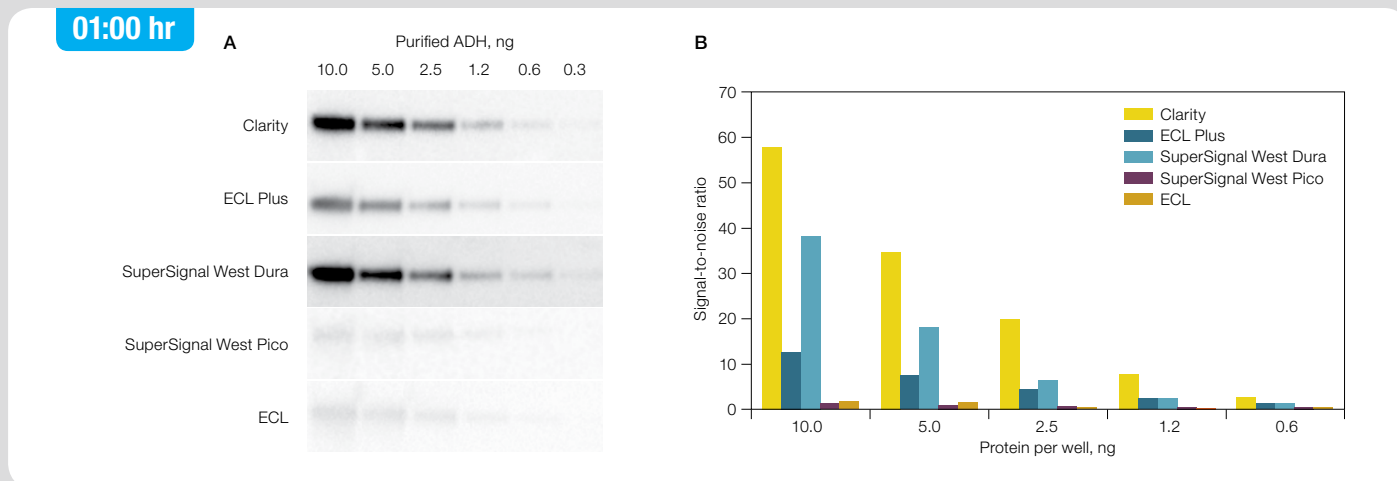 01:00 hr
A
Purified ADH, ng
10.0 5.0 2.5 1.2 0.6 0.3
Clarity
ECL Plus
SuperSignal West Dura
SuperSignal West Pico
ECL
B
70
60
50
40
30
20
10
0
Signal-to-noise ratio
Clarity
ECL Plus
SuperSignal West Dura
SuperSignal West Pico
ECL
10.0 5.0 2.5 1.2 0.6
Protein per well, ng